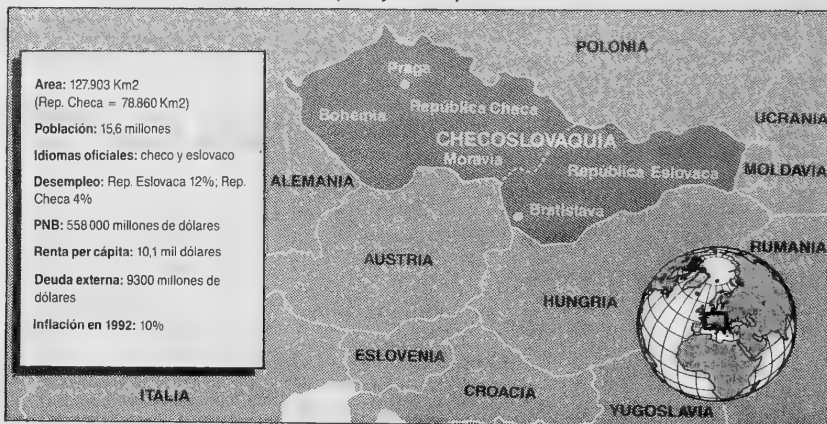 Area: 127.903 Km2
(Rep. Checa = 78.860 Km2)
Población: 15,6 millones
Idiomas oficiales: checo y eslovaco
Desempleo: Rep. Eslovaca 12%; Rep.
Checa 4%
PNB: 558 000 millones de dólares
Renta per cápita: 10,1 mil dólares
Deuda externa: 9300 millones de
dólares
Inflación en 1992: 10%
POLONIA
Praga
Bohemia
República Checa
UCRANIA
CHECOSLOVAQUIA
Moravia
República Eslovaca
MOLDAVIA
ALEMANIA
Bratislava
RUMANIA
AUSTRIA
HUNGRIA
ESLOVENIA
ITALIA
CROACIA
YUGOSLAVIA